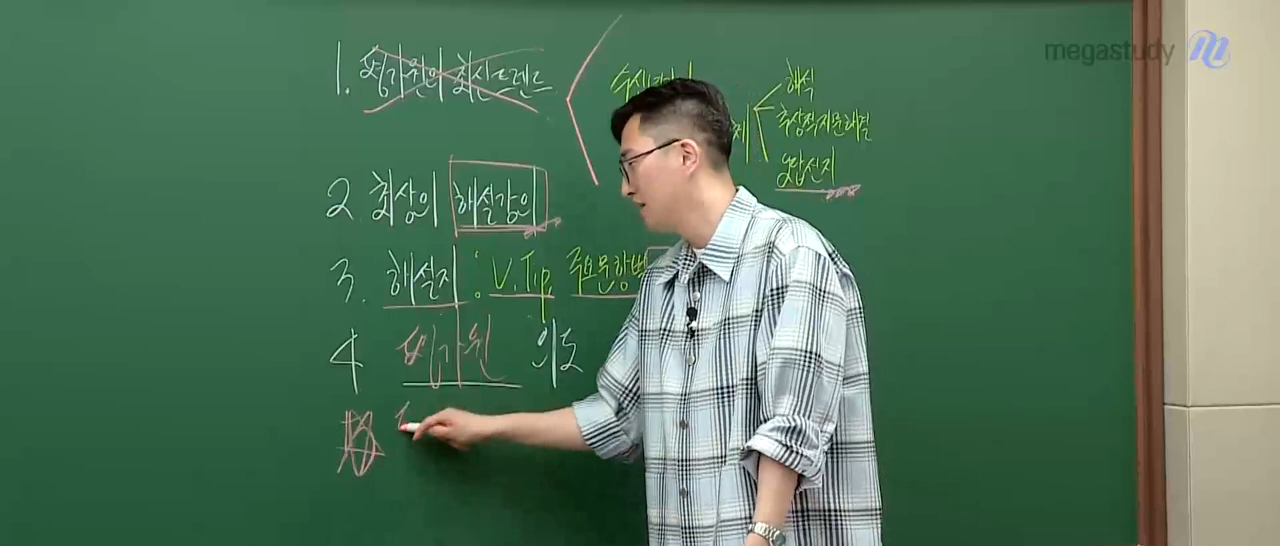 1. 평가원의 최신트렌드
해석
추상적지문해결
오답선지
2 최상의 해설강의
3. 해설지 : V.Tip, 주요문항
4 평가원 의도
megastudy